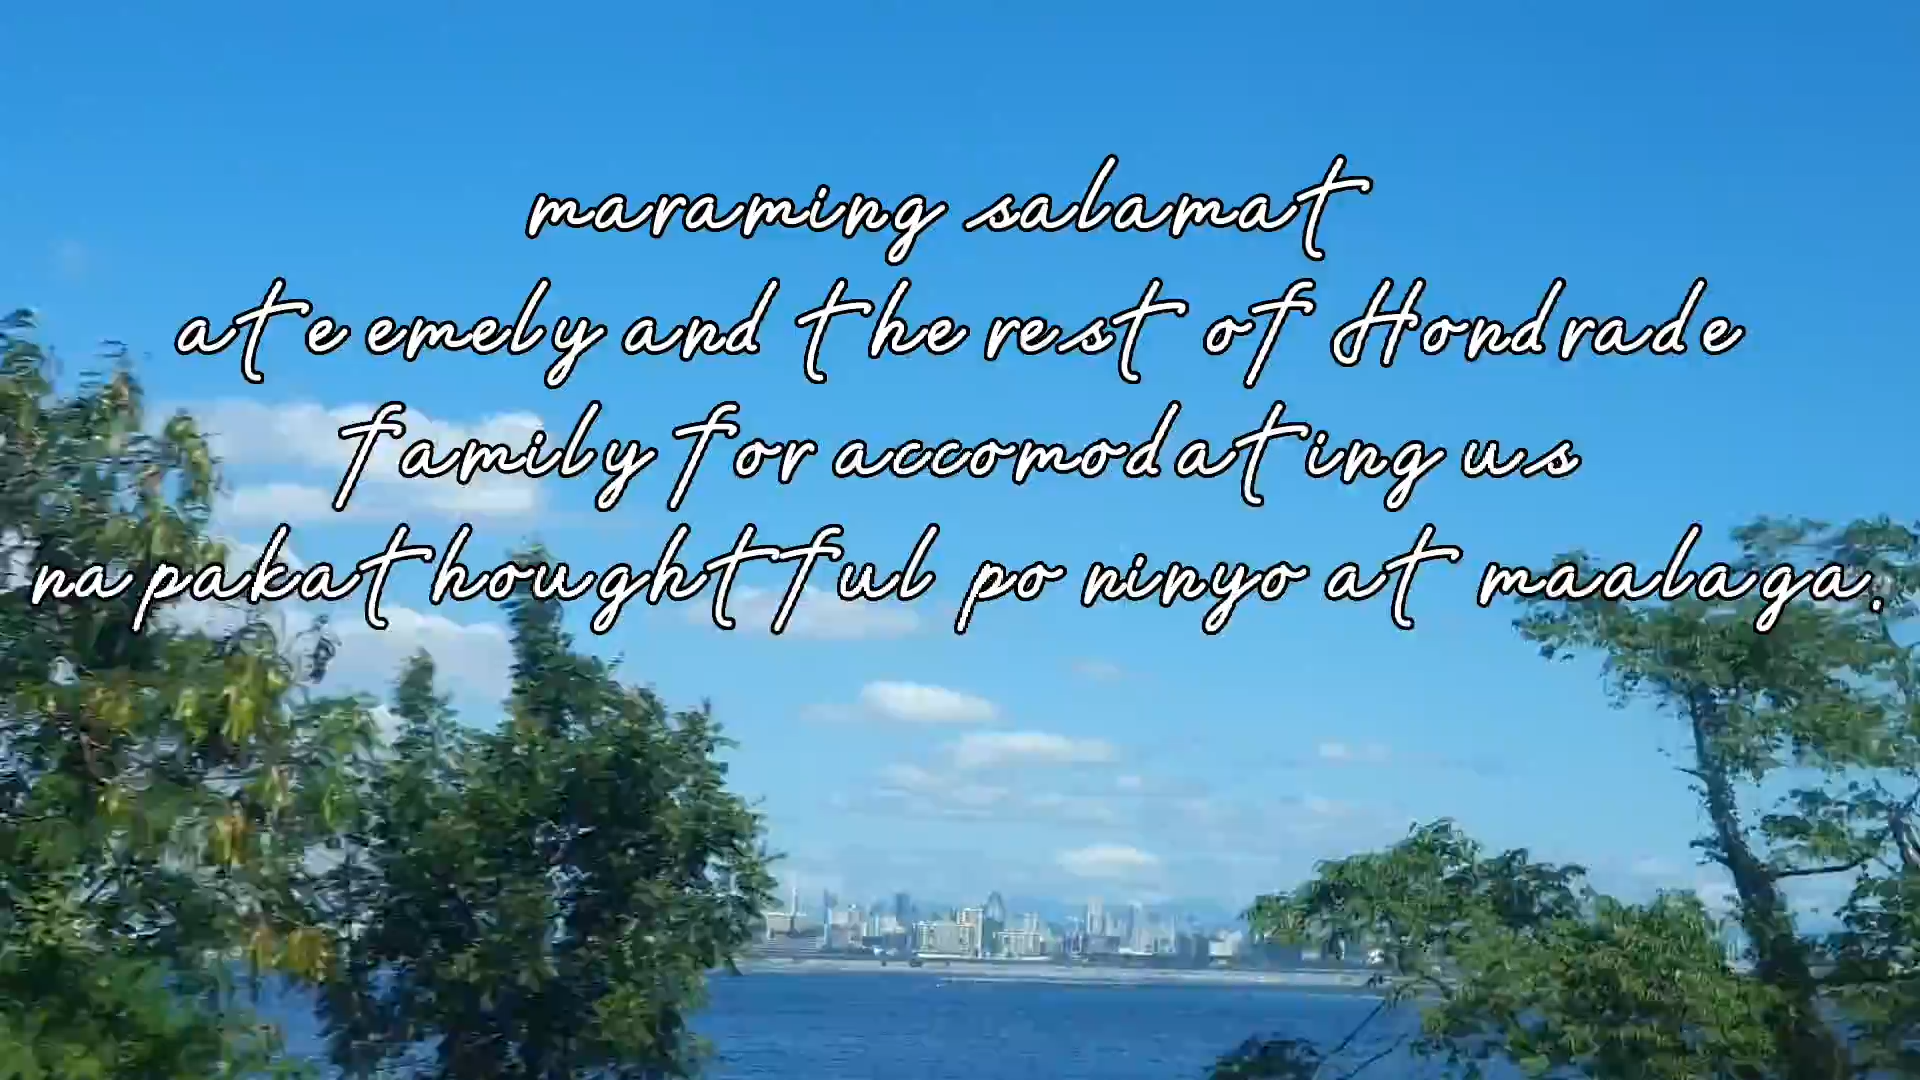 maraming salamat
ate emely and the rest of Hondrade
family for accomodating us
napakathoughtful po ninyo at maalaga.